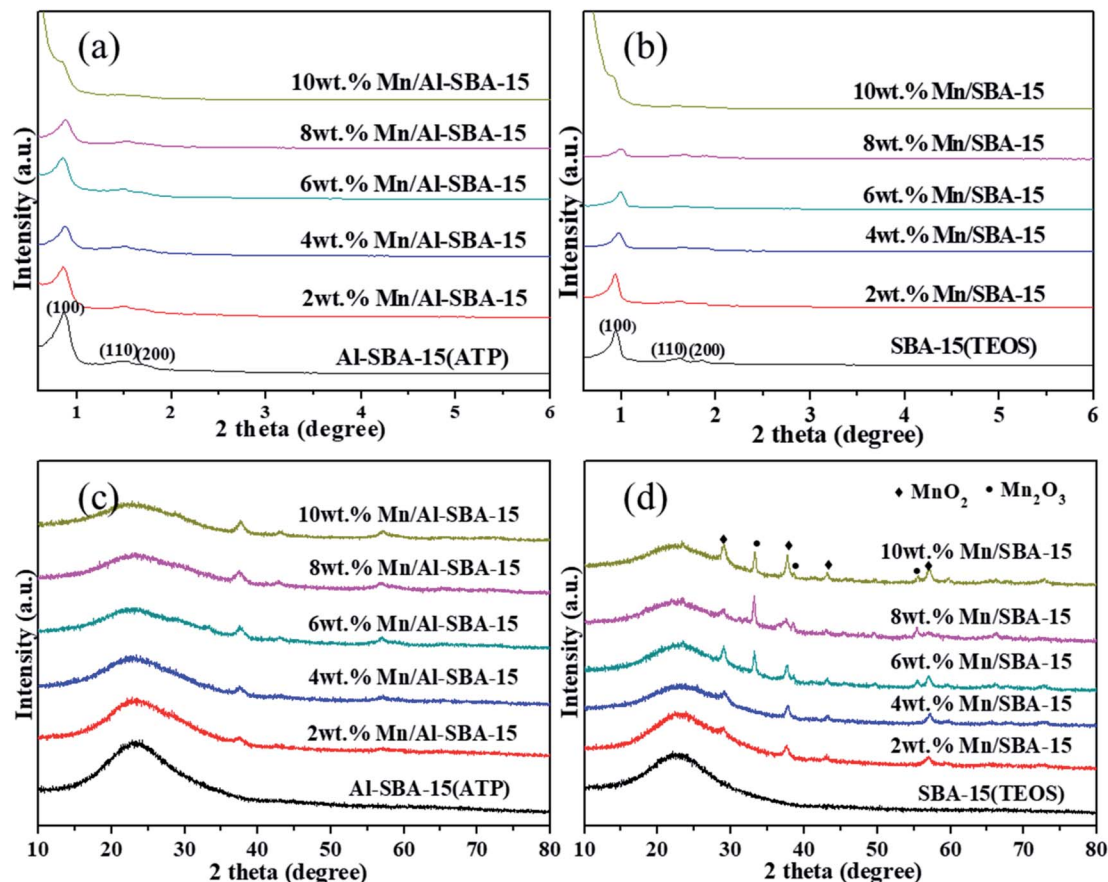 (a)
10wt.% Mn/Al-SBA-15
8wt.% Mn/Al-SBA-15
6wt.% Mn/Al-SBA-15
4wt.% Mn/Al-SBA-15
2wt.% Mn/Al-SBA-15
(100)
(110) (200)
Al-SBA-15(ATP)
Intensity (a.u.)
1 2 3 4 5 6
2 theta (degree)
(b)
10wt.% Mn/SBA-15
8wt.% Mn/SBA-15
6wt.% Mn/SBA-15
4wt.% Mn/SBA-15
2wt.% Mn/SBA-15
(100)
(110) (200)
SBA-15(TEOS)
Intensity (a.u.)
1 2 3 4 5 6
2 theta (degree)
(c)
10wt.% Mn/Al-SBA-15
8wt.% Mn/Al-SBA-15
6wt.% Mn/Al-SBA-15
4wt.% Mn/Al-SBA-15
2wt.% Mn/Al-SBA-15
Al-SBA-15(ATP)
Intensity (a.u.)
10 20 30 40 50 60 70 80
2 theta (degree)
(d)
♦ MnO₂ • Mn₂O₃
10wt.% Mn/SBA-15
8wt.% Mn/SBA-15
6wt.% Mn/SBA-15
4wt.% Mn/SBA-15
2wt.% Mn/SBA-15
SBA-15(TEOS)
Intensity (a.u.)
10 20 30 40 50 60 70 80
2 theta (degree)